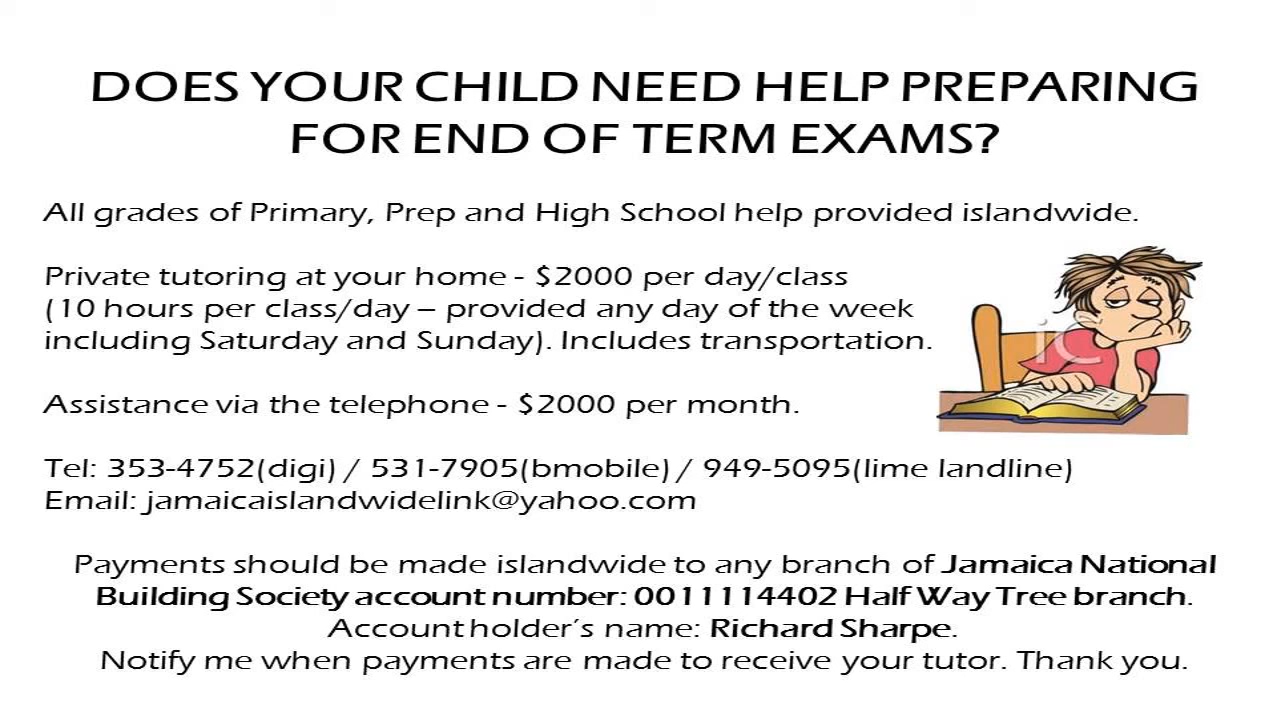 DOES YOUR CHILD NEED HELP PREPARING
FOR END OF TERM EXAMS?
All grades of Primary, Prep and High School help provided islandwide.
Private tutoring at your home - $2000 per day/class
(10 hours per class/day – provided any day of the week
including Saturday and Sunday). Includes transportation.
Assistance via the telephone - $2000 per month.
Tel: 353-4752(digi) / 531-7905(bmobile) / 949-5095(lime landline)
Email: jamaicaislandwidelink@yahoo.com
Payments should be made islandwide to any branch of Jamaica National
Building Society account number: 0011114402 Half Way Tree branch.
Account holder´s name: Richard Sharpe.
Notify me when payments are made to receive your tutor. Thank you.
iC